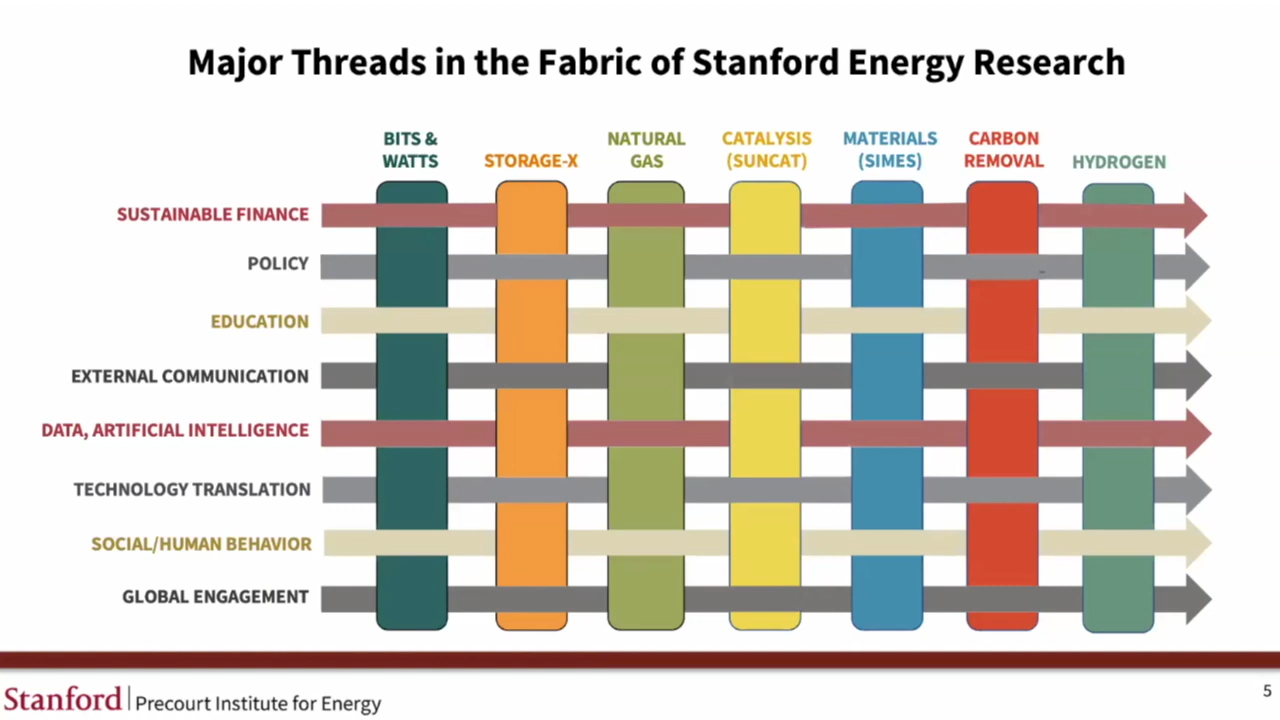 Major Threads in the Fabric of Stanford Energy Research
BITS &
WATTS
STORAGE-X
NATURAL
GAS
CATALYSIS
(SUNCAT)
MATERIALS
(SIMES)
CARBON
REMOVAL
HYDROGEN
SUSTAINABLE FINANCE
POLICY
EDUCATION
EXTERNAL COMMUNICATION
DATA, ARTIFICIAL INTELLIGENCE
TECHNOLOGY TRANSLATION
SOCIAL/HUMAN BEHAVIOR
GLOBAL ENGAGEMENT
Stanford | Precourt Institute for Energy
5